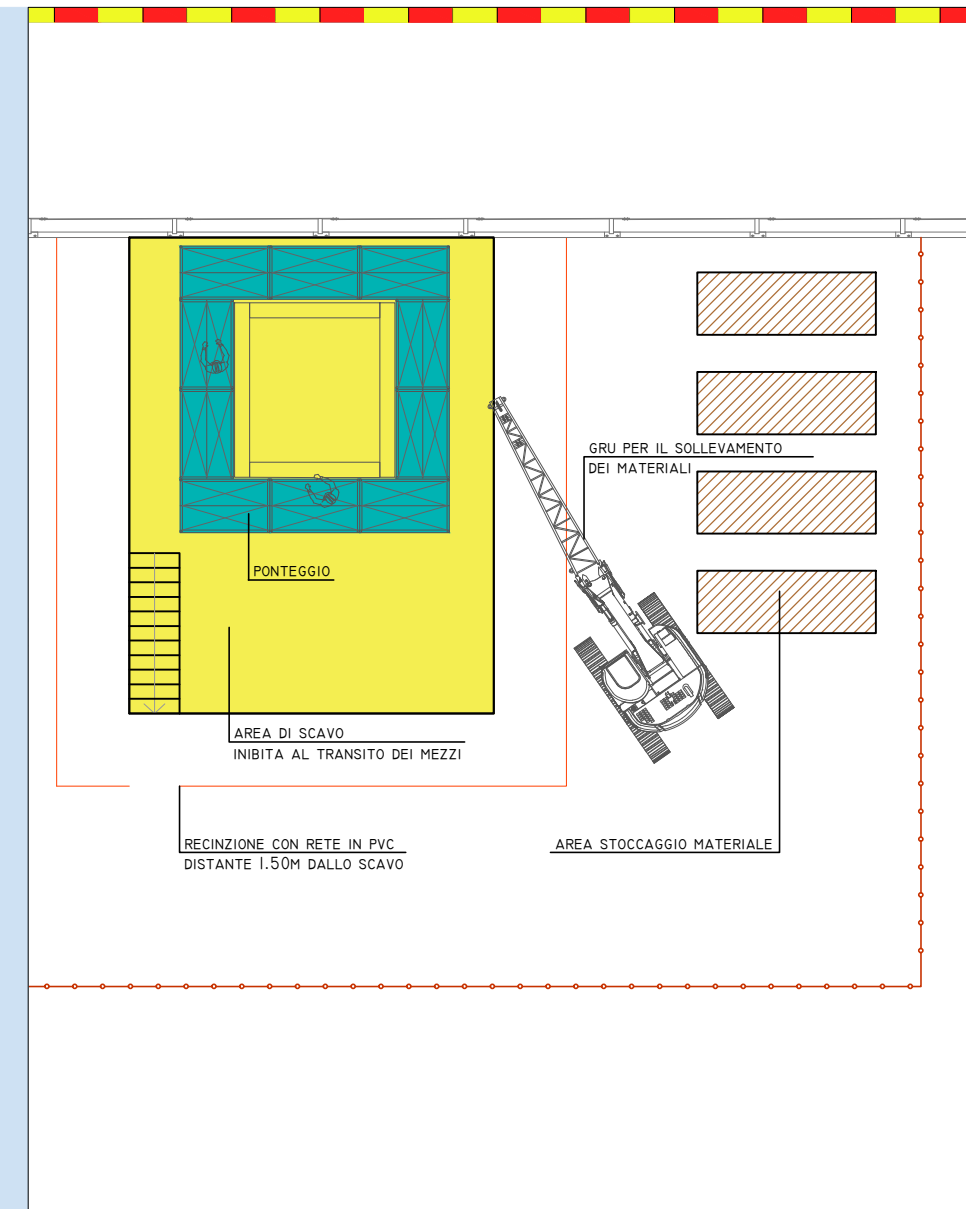 GRU PER IL SOLLEVAMENTO
DEI MATERIALI
PONTEGGIO
AREA DI SCAVO
INIBITA AL TRANSITO DEI MEZZI
RECINZIONE CON RETE IN PVC
DISTANTE 1.50M DALLO SCAVO
AREA STOCCAGGIO MATERIALE